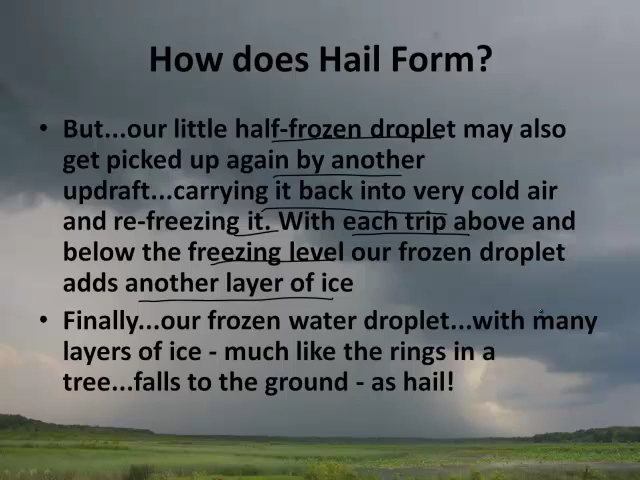 How does Hail Form?
• But...our little half-frozen droplet may also
get picked up again by another
updraft...carrying it back into very cold air
and re-freezing it. With each trip above and
below the freezing level our frozen droplet
adds another layer of ice
• Finally...our frozen water droplet...with many
layers of ice - much like the rings in a
tree...falls to the ground - as hail!